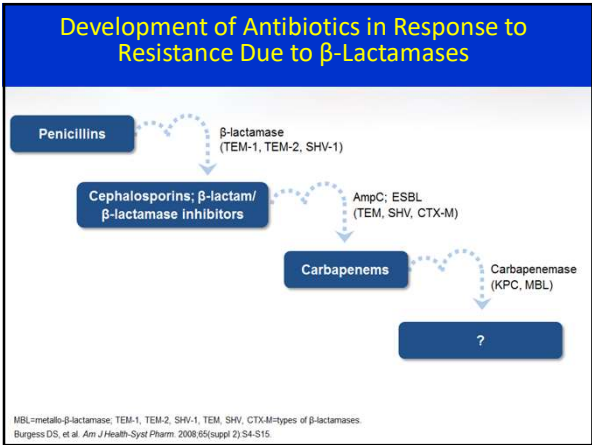 Development of Antibiotics in Response to
Resistance Due to β-Lactamases
Penicillins
β-lactamase
(TEM-1, TEM-2, SHV-1)
Cephalosporins; β-lactam/
β-lactamase inhibitors
AmpC; ESBL
(TEM, SHV, CTX-M)
Carbapenems
Carbapenemase
(KPC, MBL)
?
MBL=metallo-β-lactamase; TEM-1, TEM-2, SHV-1, TEM, SHV, CTX-M=types of β-lactamases.
Burgess DS, et al. Am J Health-Syst Pharm. 2008;65(suppl 2):S4-S15.